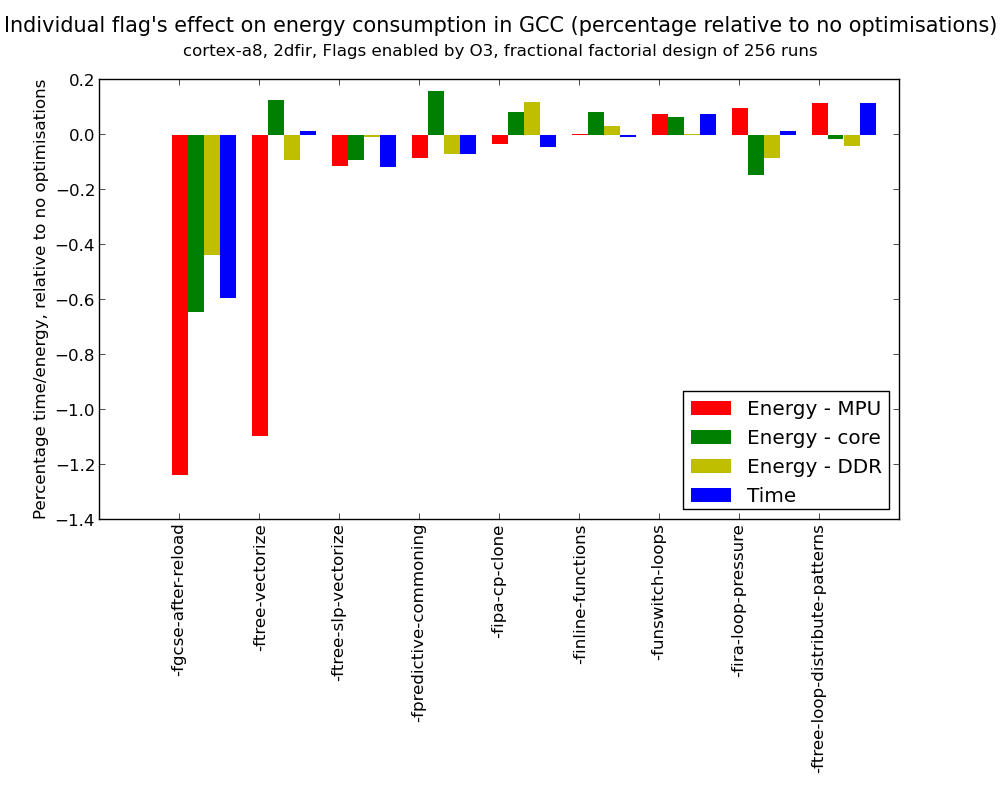 Individual flag's effect on energy consumption in GCC (percentage relative to no optimisations)
cortex-a8, 2dfir, Flags enabled by O3, fractional factorial design of 256 runs
Percentage time/energy, relative to no optimisations
0.2
0.0
−0.2
−0.4
−0.6
−0.8
−1.0
−1.2
−1.4
Energy - MPU
Energy - core
Energy - DDR
Time
-fgcse-after-reload
-ftree-vectorize
-ftree-slp-vectorize
-fpredictive-commoning
-fipa-cp-clone
-finline-functions
-funswitch-loops
-fira-loop-pressure
-ftree-loop-distribute-patterns